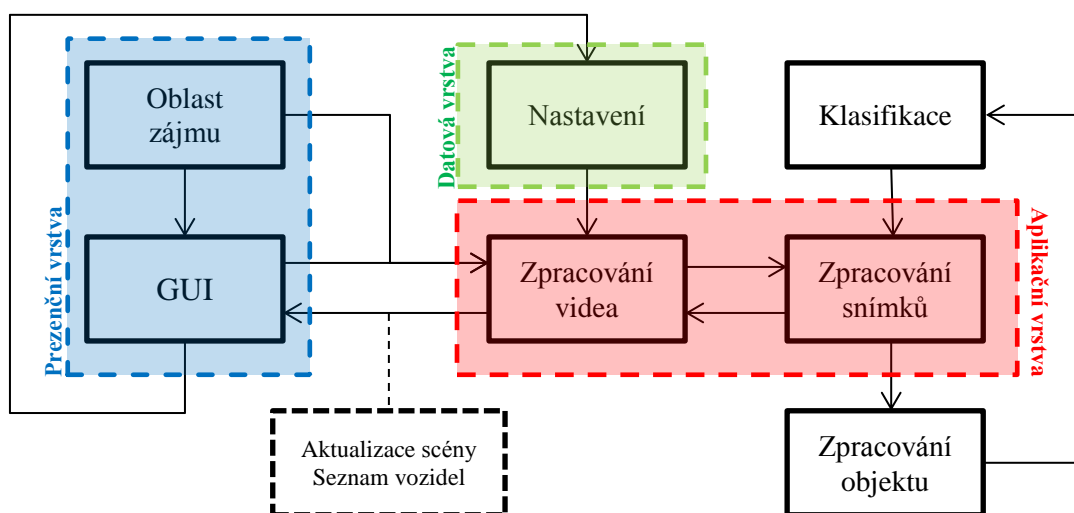 Oblast
zájmu
Nastavení
Klasifikace
Datová vrstva
Prezenční vrstva
GUI
Zpracování
videa
Zpracování
snímků
Aplikační vrstva
Aktualizace scény
Seznam vozidel
Zpracování
objektu